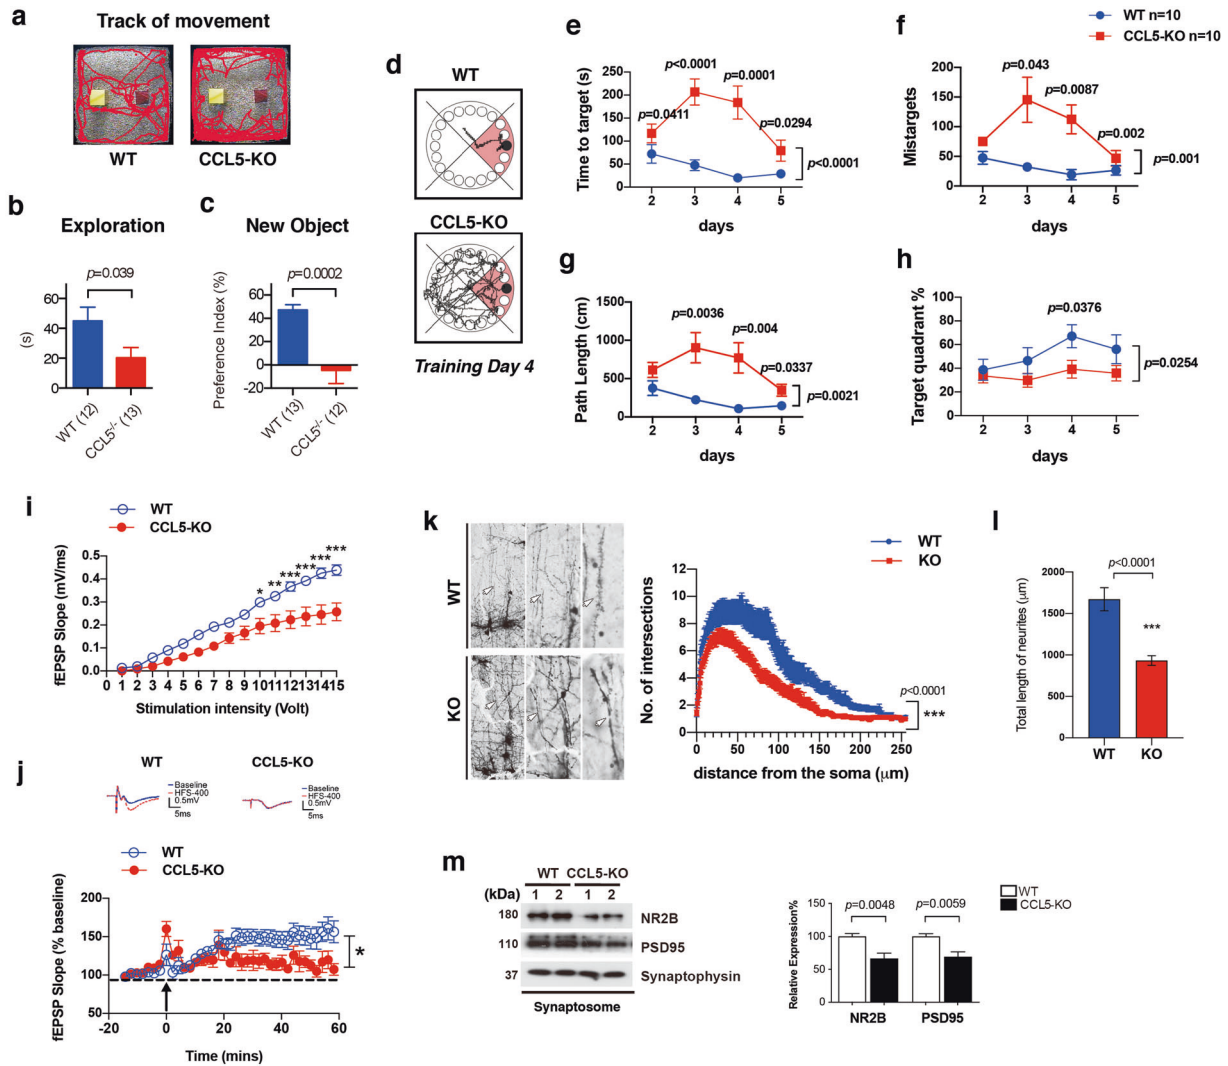 a
Track of movement
WT
CCL5-KO
b
Exploration
p=0.039
60
40
20
0
(s)
WT (12)
CCL5-/- (13)
c
New Object
p=0.0002
Preference Index (%)
60
40
20
0
-20
WT (13)
CCL5-/- (12)
d
WT
CCL5-KO
Training Day 4
e
Time to target (s)
250
200
150
100
50
0
p=0.0411
p<0.0001
p=0.0001
p=0.0294
p<0.0001
2 3 4 5
days
WT n=10
CCL5-KO n=10
f
Mistargets
200
150
100
50
0
p=0.043
p=0.0087
p=0.002
p=0.001
2 3 4 5
days
g
Path Length (cm)
1500
1000
500
0
p=0.0036
p=0.004
p=0.0337
p=0.0021
2 3 4 5
days
h
Target quadrant %
100
80
60
40
20
0
p=0.0376
p=0.0254
2 3 4 5
days
i
WT
CCL5-KO
fEPSP Slope (mV/ms)
0.5
0.4
0.3
0.2
0.1
0.0
* ** *** *** *** ***
0 1 2 3 4 5 6 7 8 9 10 11 12 13 14 15
Stimulation intensity (Volt)
j
WT
CCL5-KO
Baseline
HFS-400
0.5mV
5ms
Baseline
HFS-400
0.5mV
5ms
WT
CCL5-KO
fEPSP Slope (% baseline)
200
150
100
50
*
-20 0 20 40 60
Time (mins)
k
WT
KO
WT
KO
No. of intersections
12
10
8
6
4
2
0
p<0.0001
***
0 50 100 150 200 250
distance from the soma (μm)
l
p<0.0001
***
Total length of neurites (μm)
2000
1500
1000
500
0
WT KO
m
WT CCL5-KO
(kDa) 1 2 1 2
180 NR2B
110 PSD95
37 Synaptophysin
Synaptosome
WT
CCL5-KO
p=0.0048 p=0.0059
Relative Expression%
150
100
50
0
NR2B PSD95